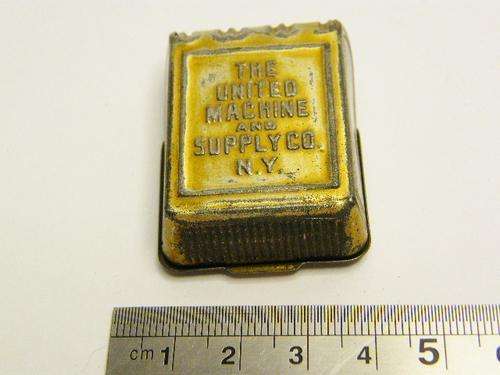 THE
UNITED
MACHINE
AND
SUPPLY CO.
N.Y.
cm 1 2 3 4 5